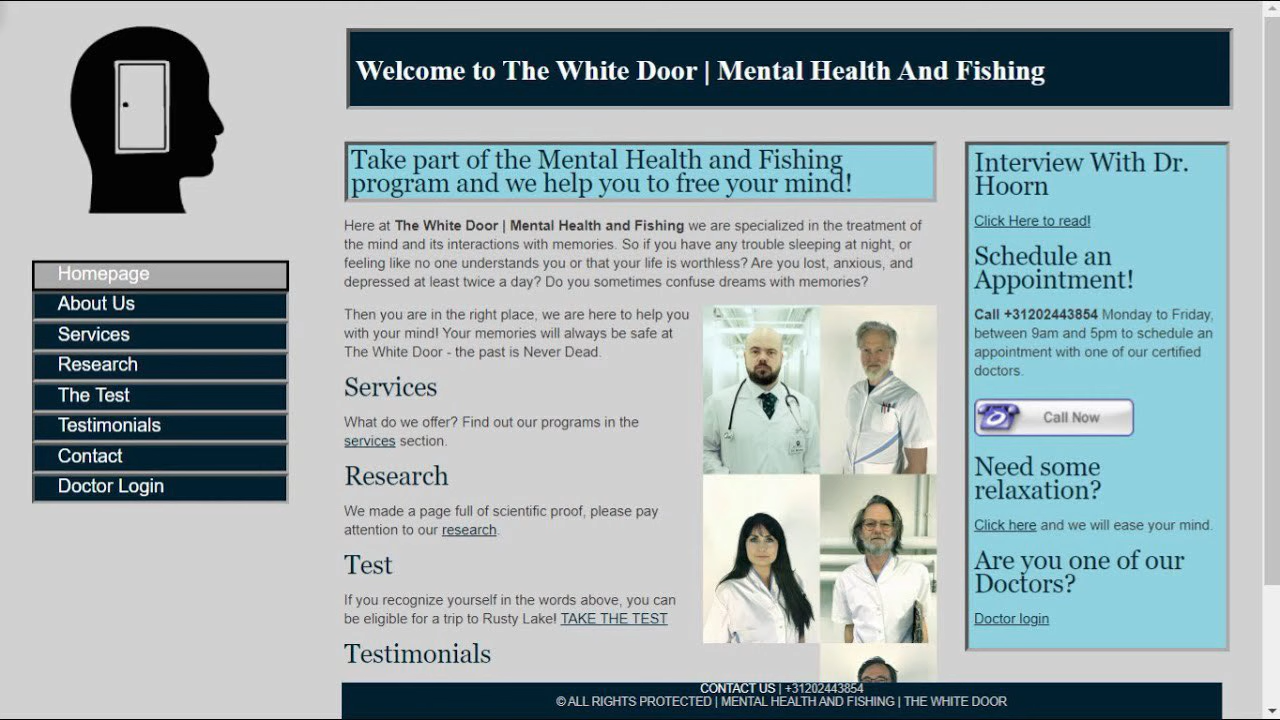 Welcome to The White Door | Mental Health And Fishing
Homepage
About Us
Services
Research
The Test
Testimonials
Contact
Doctor Login
Take part of the Mental Health and Fishing
program and we help you to free your mind!
Here at The White Door | Mental Health and Fishing we are specialized in the treatment of
the mind and its interactions with memories. So if you have any trouble sleeping at night, or
feeling like no one understands you or that your life is worthless? Are you lost, anxious, and
depressed at least twice a day? Do you sometimes confuse dreams with memories?
Then you are in the right place, we are here to help you
with your mind! Your memories will always be safe at
The White Door - the past is Never Dead.
Services
What do we offer? Find out our programs in the
services section.
Research
We made a page full of scientific proof, please pay
attention to our research.
Test
If you recognize yourself in the words above, you can
be eligible for a trip to Rusty Lake! TAKE THE TEST
Testimonials
Interview With Dr.
Hoorn
Click Here to read!
Schedule an
Appointment!
Call +31202443854 Monday to Friday,
between 9am and 5pm to schedule an
appointment with one of our certified
doctors.
Call Now
Need some
relaxation?
Click here and we will ease your mind.
Are you one of our
Doctors?
Doctor login
CONTACT US | +31202443854
© ALL RIGHTS PROTECTED | MENTAL HEALTH AND FISHING | THE WHITE DOOR